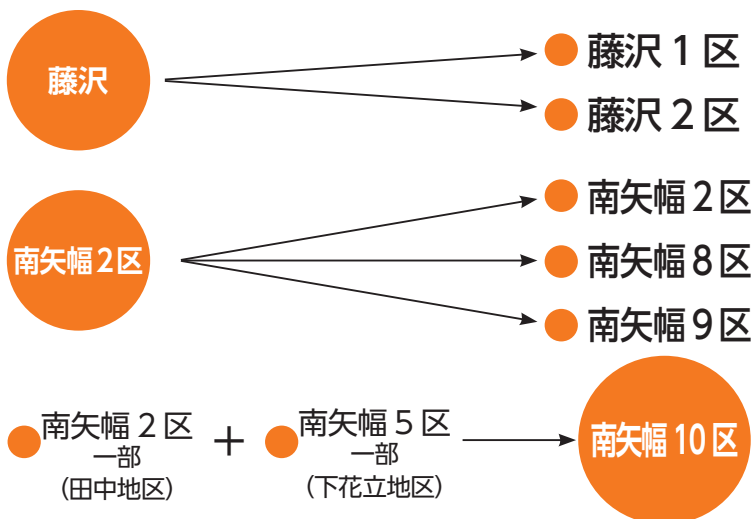 藤沢
藤沢１区
藤沢２区
南矢幅2区
南矢幅２区
南矢幅８区
南矢幅９区
南矢幅２区
一部
（田中地区）
＋
南矢幅５区
一部
（下花立地区）
南矢幅10区